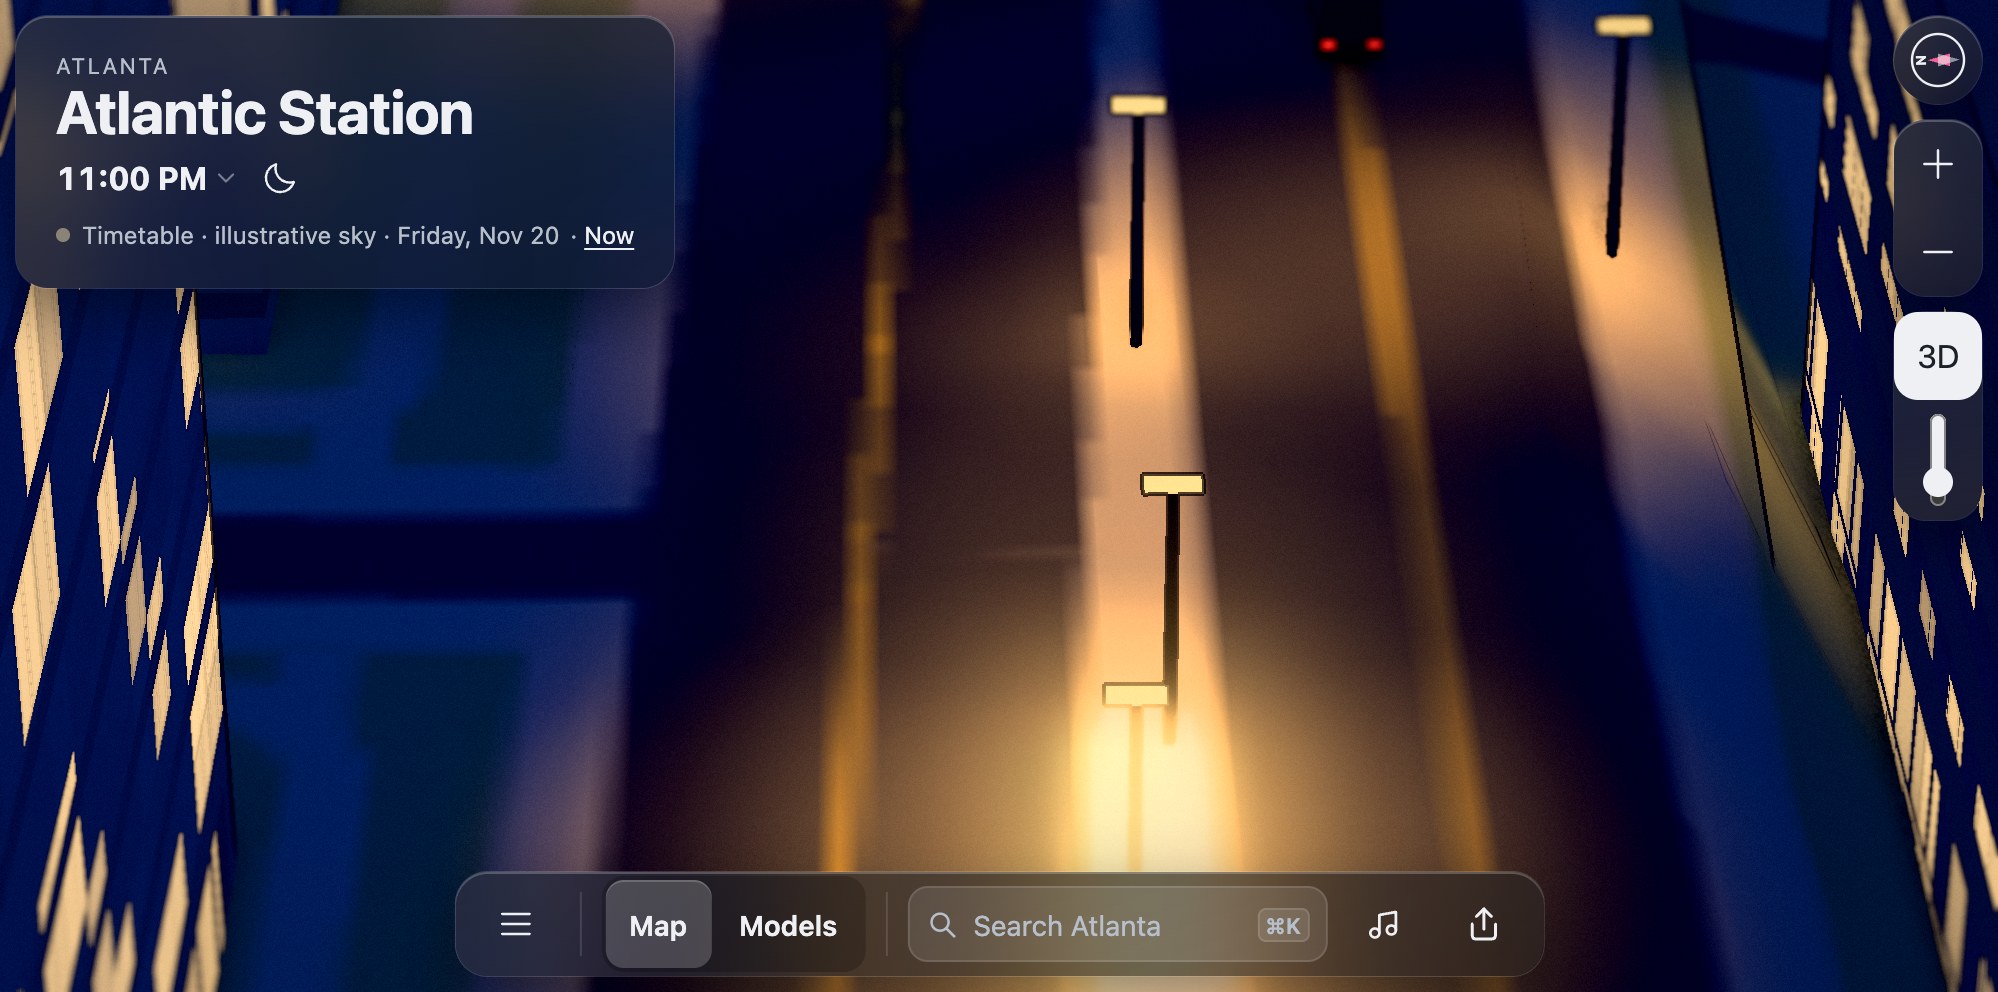 ATLANTA
Atlantic Station
11:00 PM
Timetable · illustrative sky · Friday, Nov 20 · Now
N
3D
Map
Models
Search Atlanta
⌘K